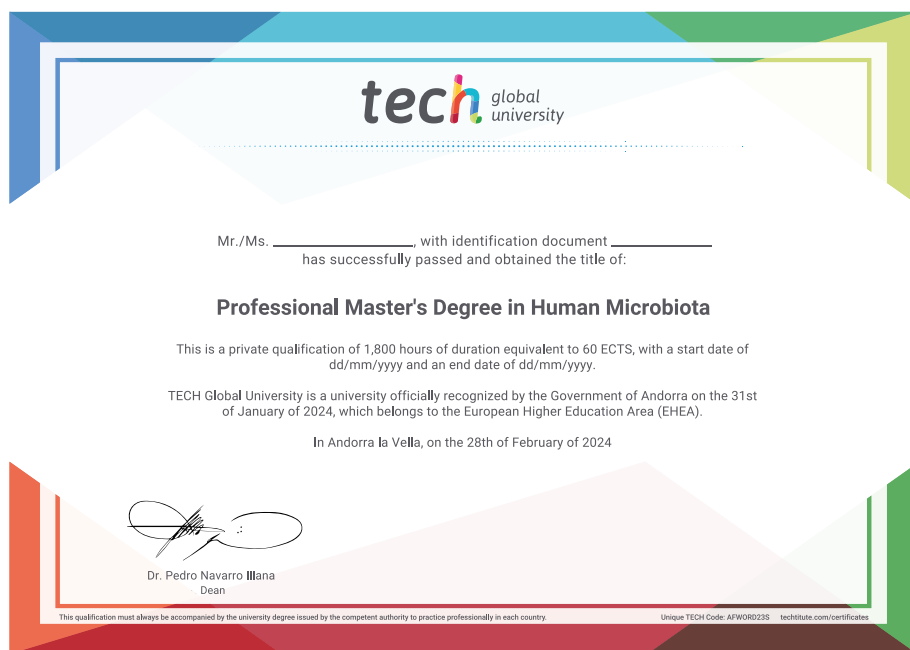 tech global university
Mr./Ms. ____________, with identification document ____________
has successfully passed and obtained the title of:
Professional Master's Degree in Human Microbiota
This is a private qualification of 1,800 hours of duration equivalent to 60 ECTS, with a start date of
dd/mm/yyyy and an end date of dd/mm/yyyy.
TECH Global University is a university officially recognized by the Government of Andorra on the 31st
of January of 2024, which belongs to the European Higher Education Area (EHEA).
In Andorra la Vella, on the 28th of February of 2024
Dr. Pedro Navarro Illana
Dean
This qualification must always be accompanied by the university degree issued by the competent authority to practice professionally in each country.
Unique TECH Code: AFWORD23S techtitute.com/certificates